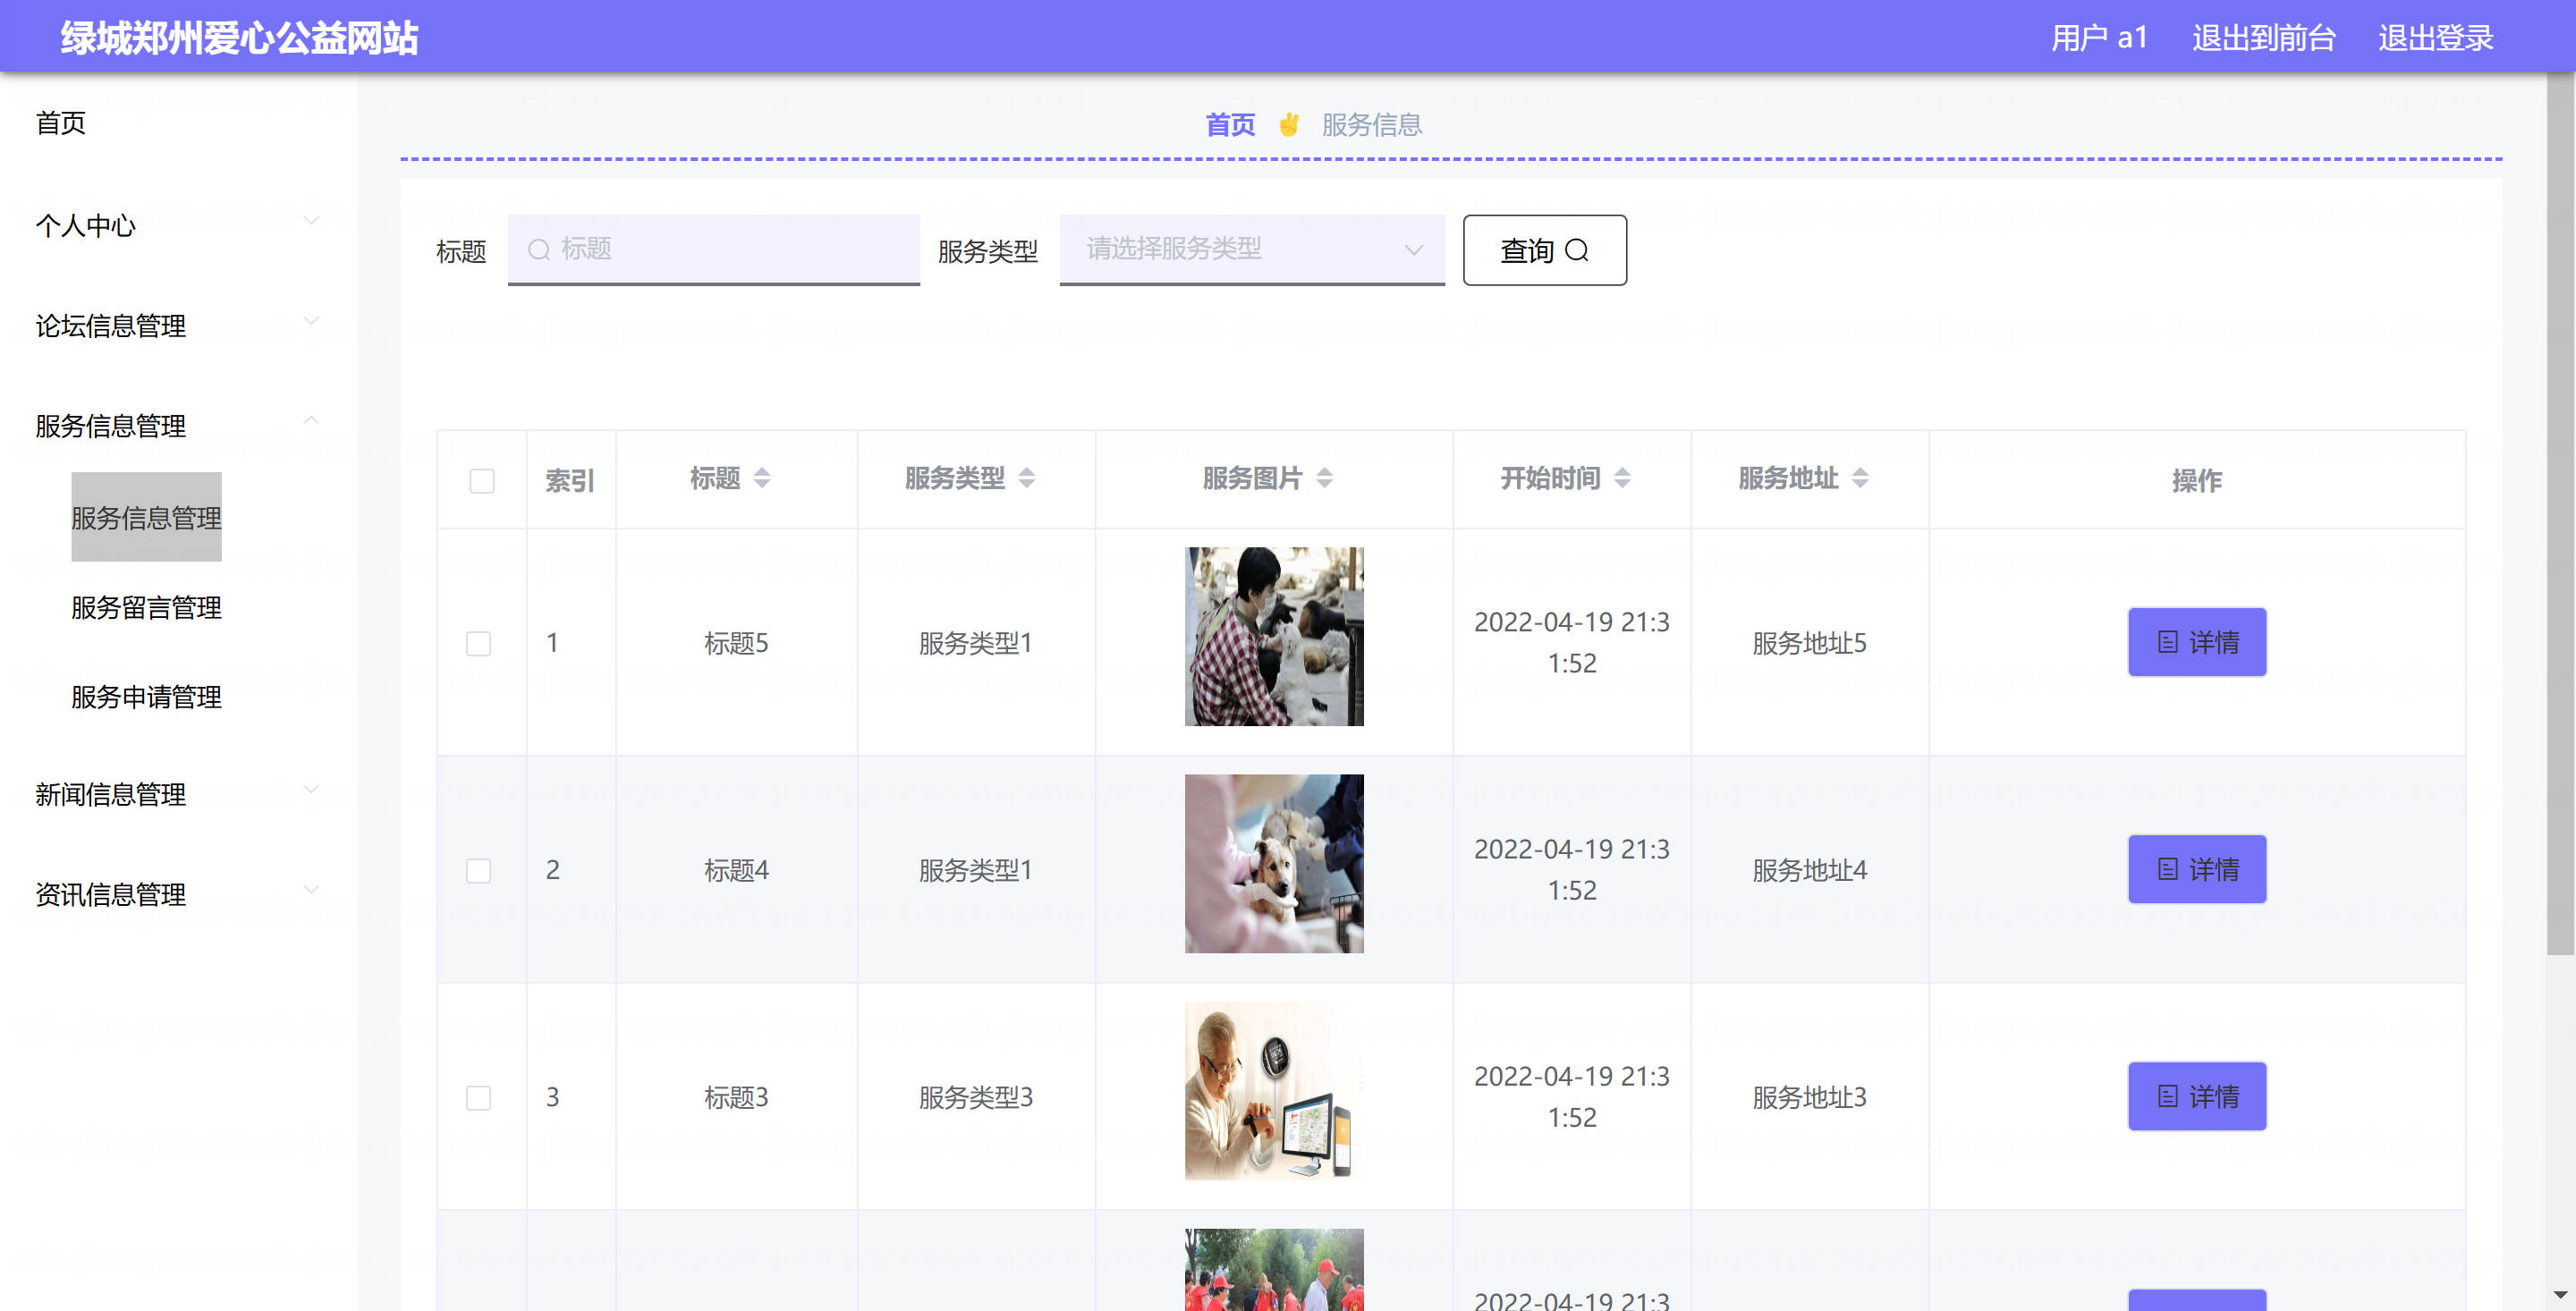 绿城郑州爱心公益网站
用户 a1 退出到前台 退出登录
首页
个人中心
论坛信息管理
服务信息管理
服务信息管理
服务留言管理
服务申请管理
新闻信息管理
资讯信息管理
首页 服务信息
标题 标题 服务类型 请选择服务类型 查询
索引 标题 服务类型 服务图片 开始时间 服务地址 操作
1 标题5 服务类型1 2022-04-19 21:3
1:52 服务地址5 详情
2 标题4 服务类型1 2022-04-19 21:3
1:52 服务地址4 详情
3 标题3 服务类型3 2022-04-19 21:3
1:52 服务地址3 详情
2022-04-19 21:3